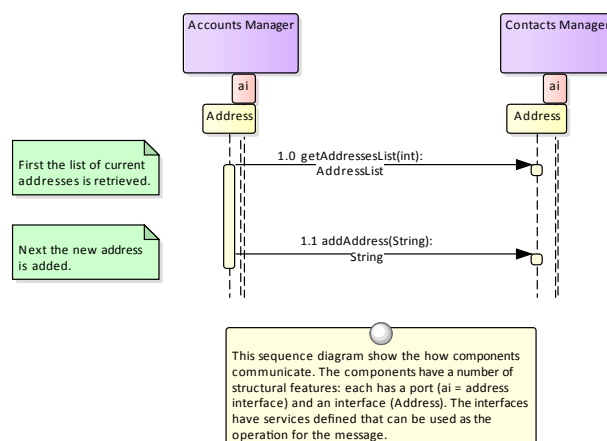 Accounts Manager
Contacts Manager
ai
ai
Address
Address
First the list of current
addresses is retrieved.
1.0 getAddressesList(int):
AddressList
Next the new address
is added.
1.1 addAddress(String):
String
This sequence diagram show the how components
communicate. The components have a number of
structural features: each has a port (ai = address
interface) and an interface (Address). The interfaces
have services defined that can be used as the
operation for the message.